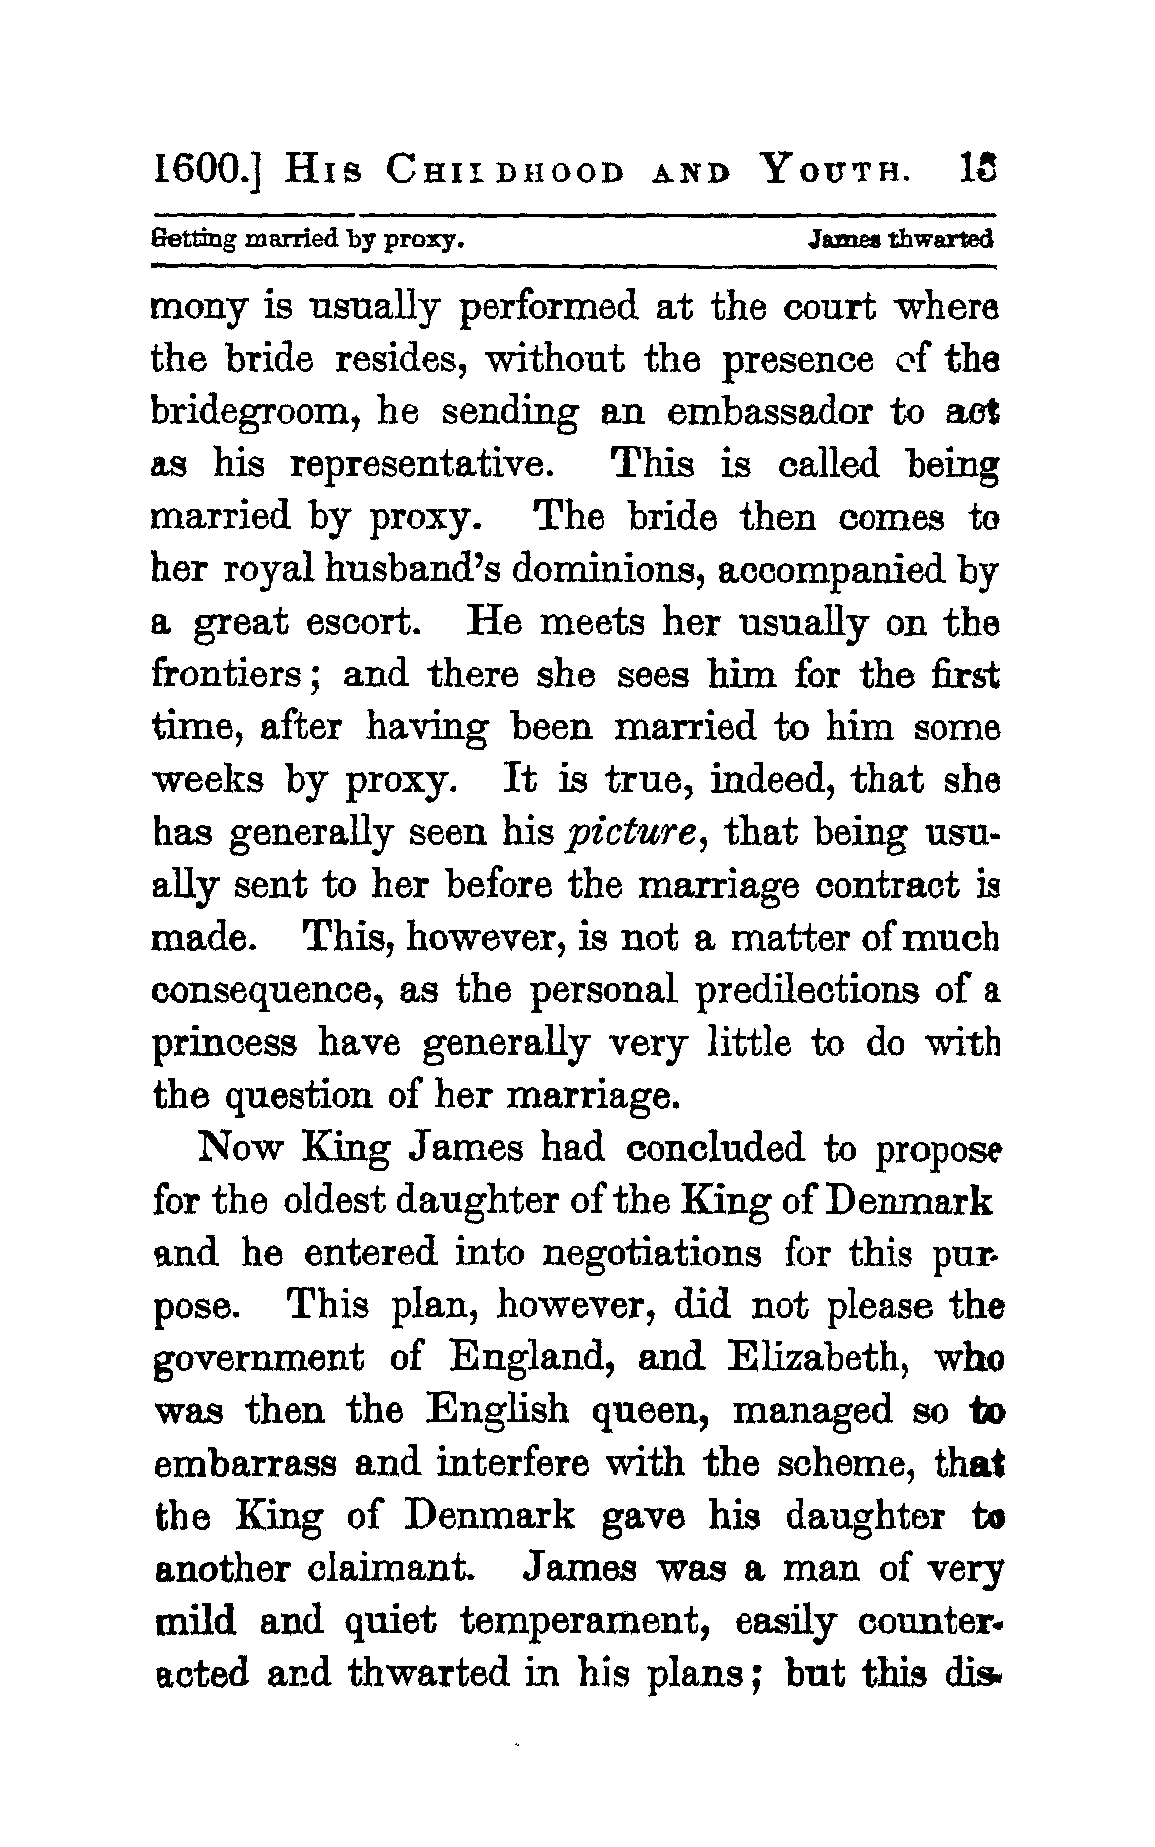 1600.] HIS CHILDHOOD AND YOUTH. 18
Getting married by proxy. James thwarted
mony is usually performed at the court where
the bride resides, without the presence of the
bridegroom, he sending an embassador to act
as his representative. This is called being
married by proxy. The bride then comes to
her royal husband's dominions, accompanied by
a great escort. He meets her usually on the
frontiers; and there she sees him for the first
time, after having been married to him some
weeks by proxy. It is true, indeed, that she
has generally seen his picture, that being usu-
ally sent to her before the marriage contract is
made. This, however, is not a matter of much
consequence, as the personal predilections of a
princess have generally very little to do with
the question of her marriage.
Now King James had concluded to propose
for the oldest daughter of the King of Denmark
and he entered into negotiations for this pur-
pose. This plan, however, did not please the
government of England, and Elizabeth, who
was then the English queen, managed so to
embarrass and interfere with the scheme, that
the King of Denmark gave his daughter to
another claimant. James was a man of very
mild and quiet temperament, easily counter-
acted and thwarted in his plans; but this dis-